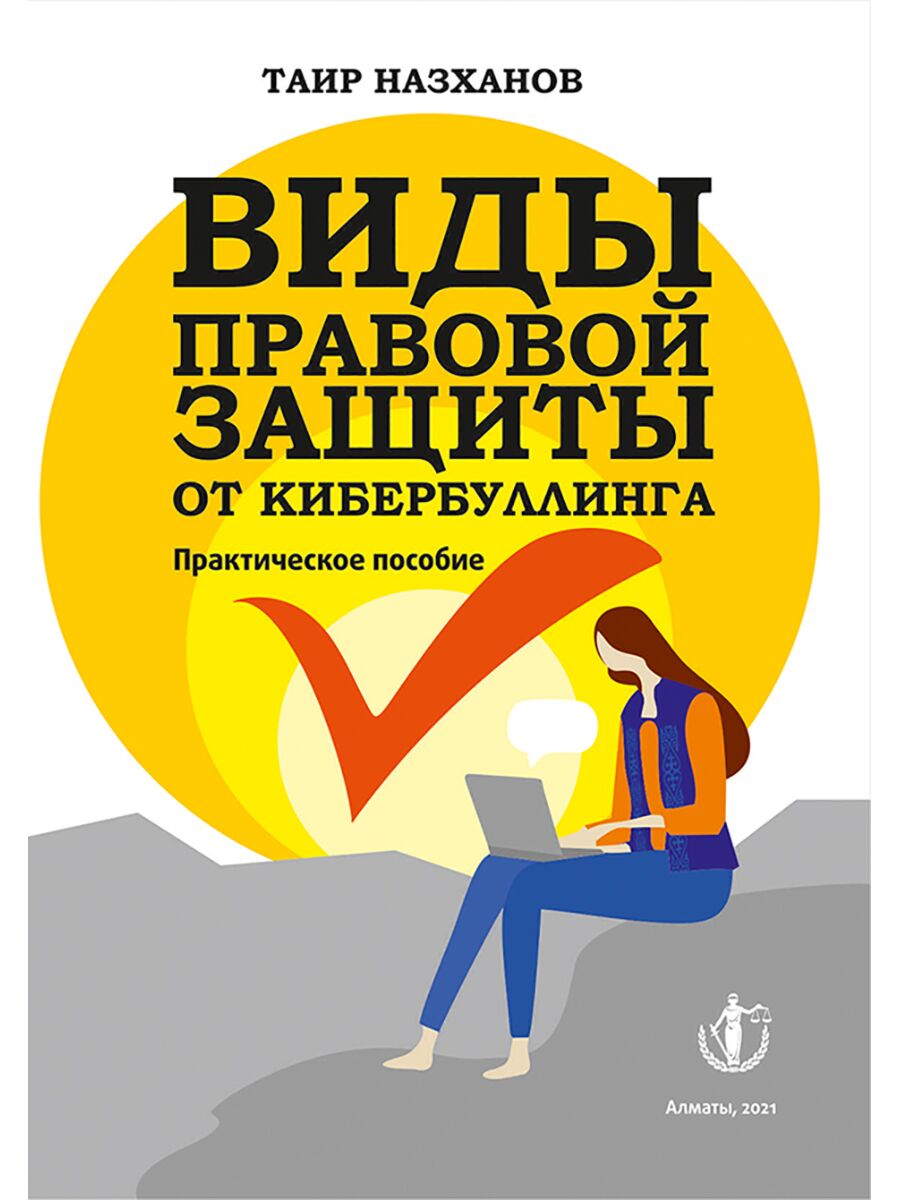 ТАИР НАЗХАНОВ
ВИДЫ
ПРАВОВОЙ
ЗАЩИТЫ
ОТ КИБЕРБУЛЛИНГА
Практическое пособие
Алматы, 2021